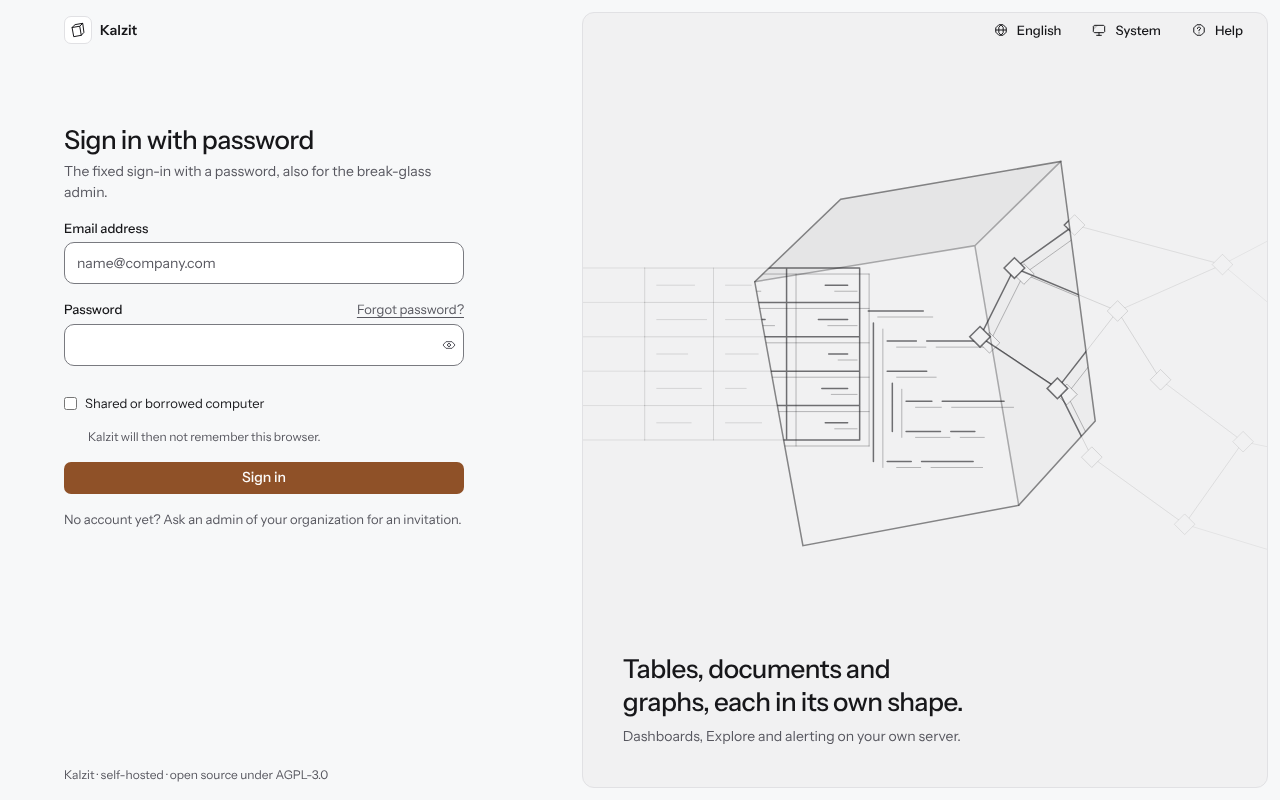 Kalzit
English
System
Help
Sign in with password
The fixed sign-in with a password, also for the break-glass
admin.
Email address
name@company.com
Password
Forgot password?
Shared or borrowed computer
Kalzit will then not remember this browser.
Sign in
No account yet? Ask an admin of your organization for an invitation.
Tables, documents and
graphs, each in its own shape.
Dashboards, Explore and alerting on your own server.
Kalzit · self-hosted · open source under AGPL-3.0